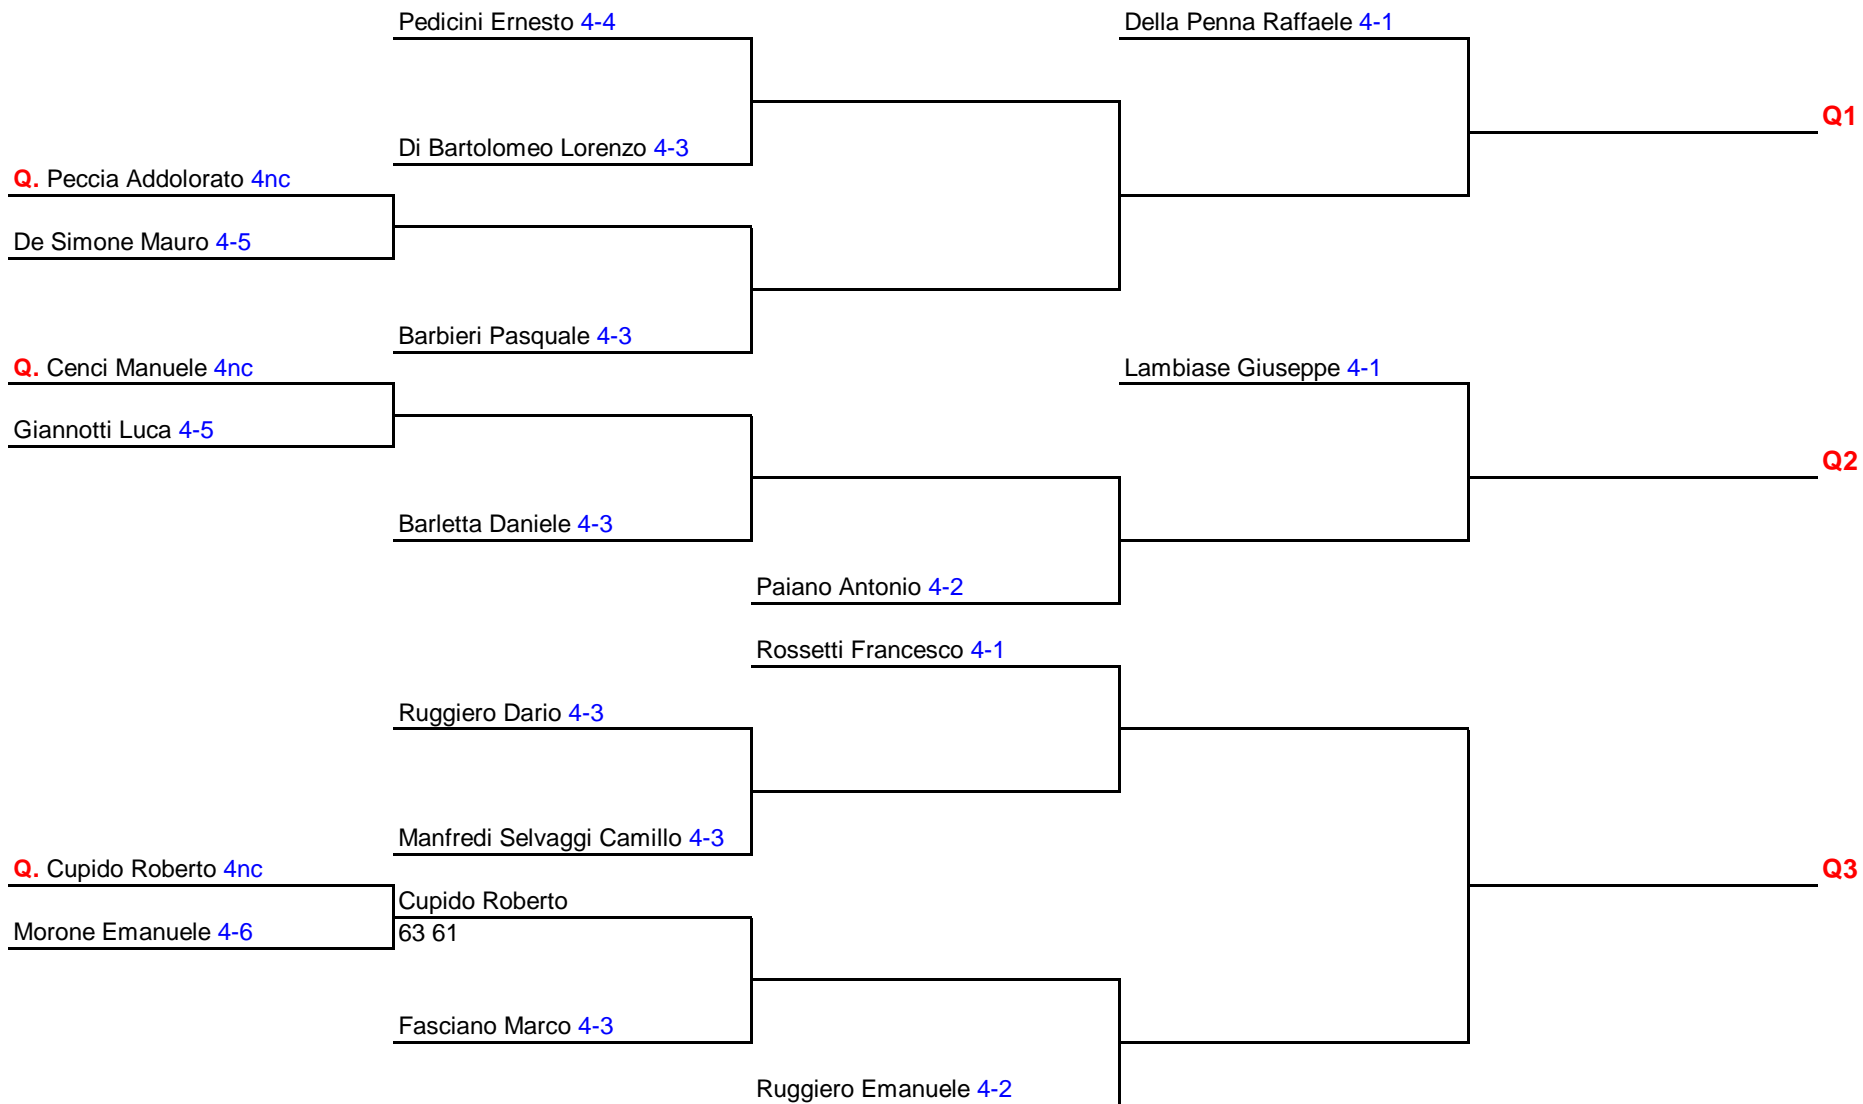 Pedicini Ernesto 4-4
Della Penna Raffaele 4-1
Q1
Di Bartolomeo Lorenzo 4-3
Q. Peccia Addolorato 4nc
De Simone Mauro 4-5
Barbieri Pasquale 4-3
Q. Cenci Manuele 4nc
Lambiase Giuseppe 4-1
Giannotti Luca 4-5
Q2
Barletta Daniele 4-3
Paiano Antonio 4-2
Rossetti Francesco 4-1
Ruggiero Dario 4-3
Manfredi Selvaggi Camillo 4-3
Q. Cupido Roberto 4nc
Q3
Cupido Roberto
Morone Emanuele 4-6
63 61
Fasciano Marco 4-3
Ruggiero Emanuele 4-2